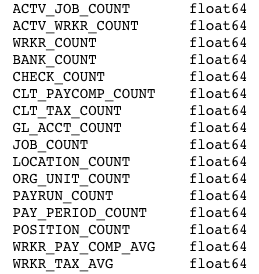 ACTV_JOB_COUNT float64
ACTV_WRKR_COUNT float64
WRKR_COUNT float64
BANK_COUNT float64
CHECK_COUNT float64
CLT_PAYCOMP_COUNT float64
CLT_TAX_COUNT float64
GL_ACCT_COUNT float64
JOB_COUNT float64
LOCATION_COUNT float64
ORG_UNIT_COUNT float64
PAYRUN_COUNT float64
PAY_PERIOD_COUNT float64
POSITION_COUNT float64
WRKR_PAY_COMP_AVG float64
WRKR_TAX_AVG float64